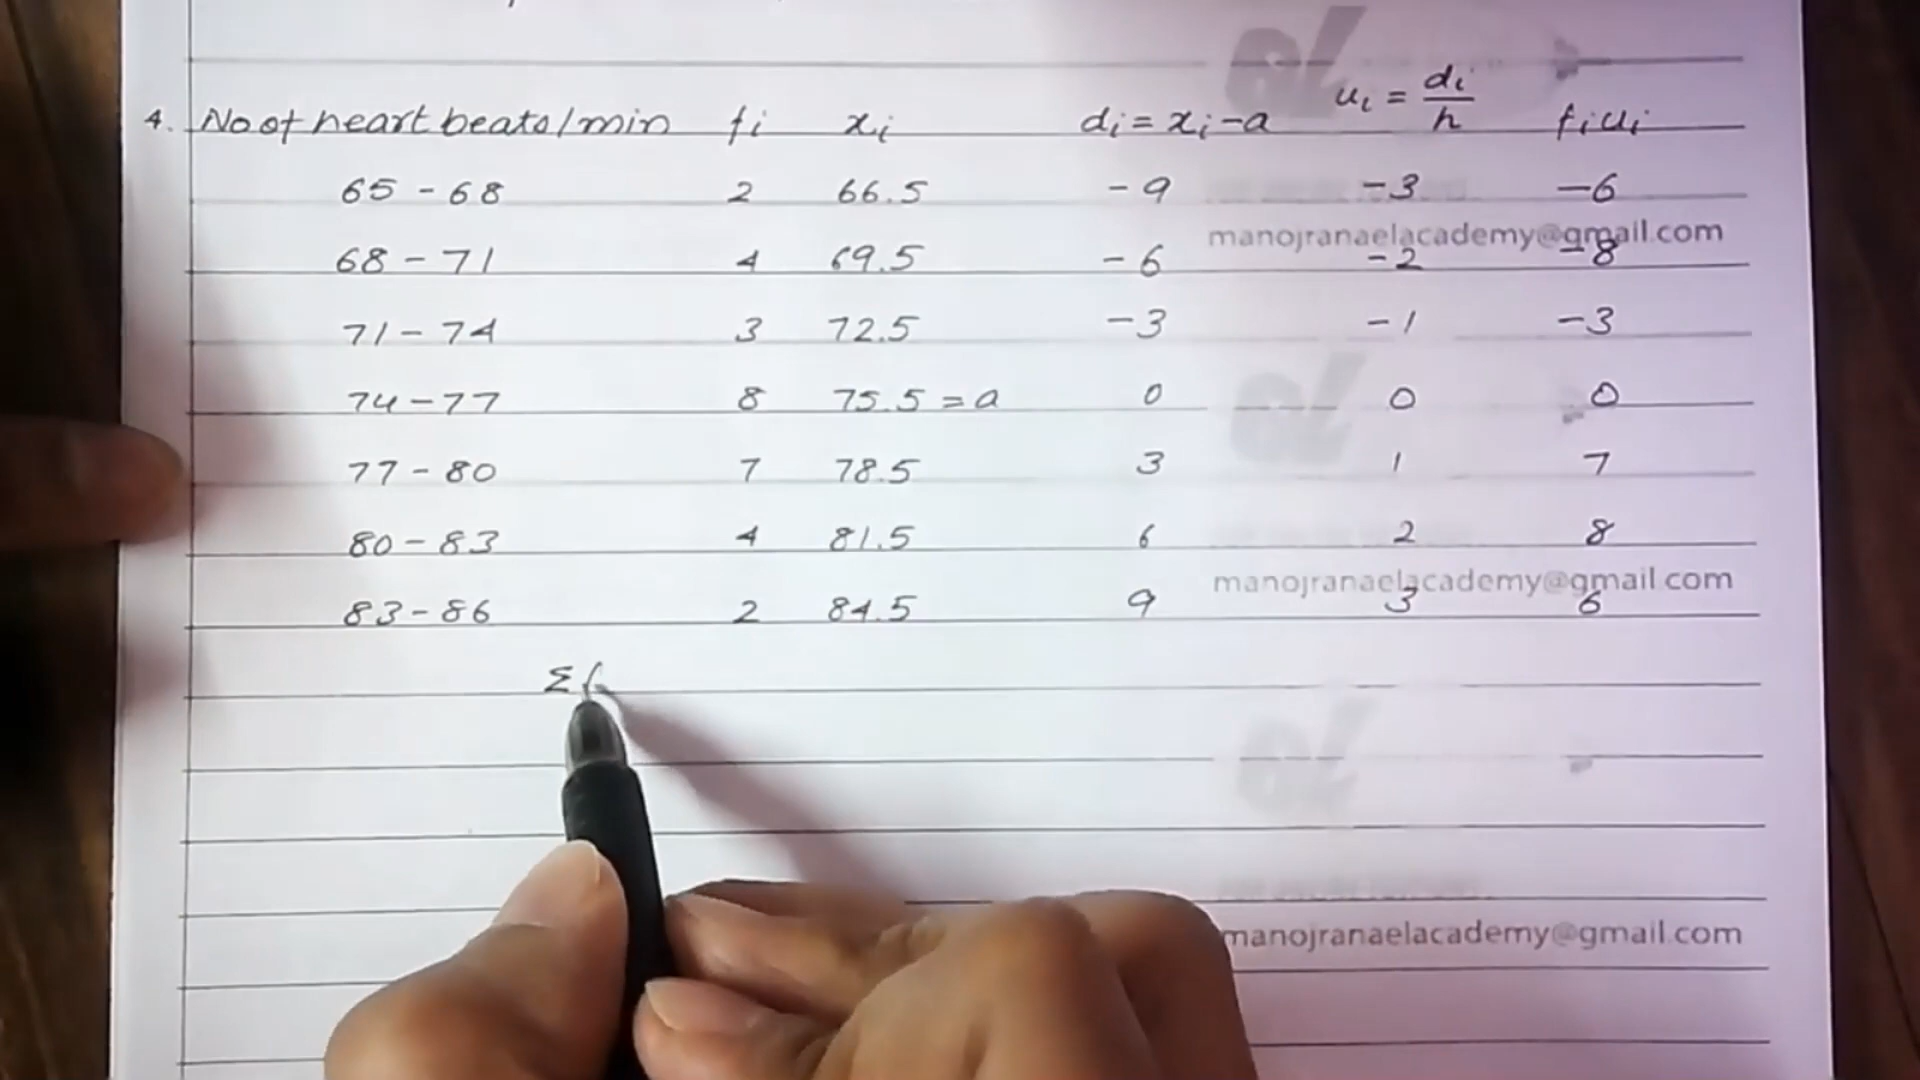 4. No of heart beats/min fi xi di = xi - a ui = di/h fiui
65 - 68 2 66.5 - 9 - 3 - 6
manojranaelacademy@gmail.com
68 - 71 4 69.5 - 6 - 2 - 8
71 - 74 3 72.5 - 3 - 1 - 3
74 - 77 8 75.5 = a 0 0 0
77 - 80 7 78.5 3 1 7
80 - 83 4 81.5 6 2 8
manojranaelacademy@gmail.com
83 - 86 2 84.5 9 3 6
Σ
manojranaelacademy@gmail.com